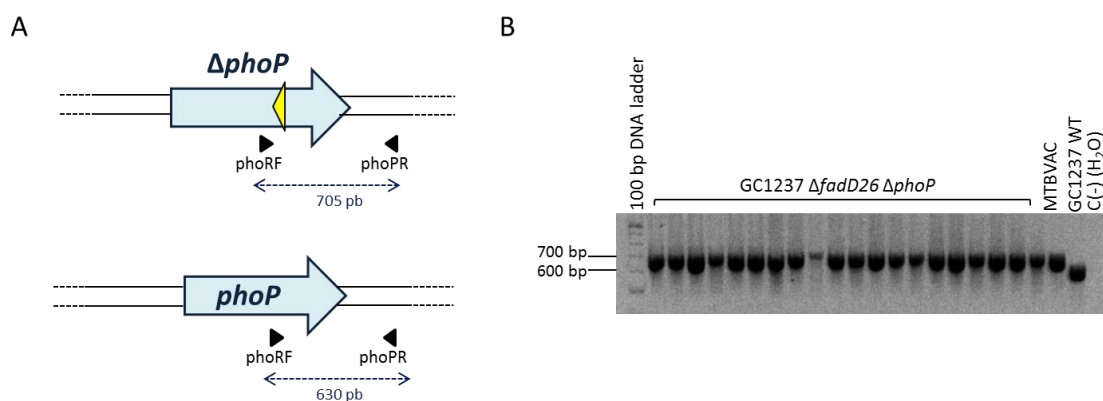 A
ΔphoP
phoRF
phoPR
705 pb
phoP
phoRF
phoPR
630 pb
B
100 bp DNA ladder
GC1237 ΔfadD26 ΔphoP
MTBVAC
GC1237 WT
C(-) (H₂O)
700 bp
600 bp